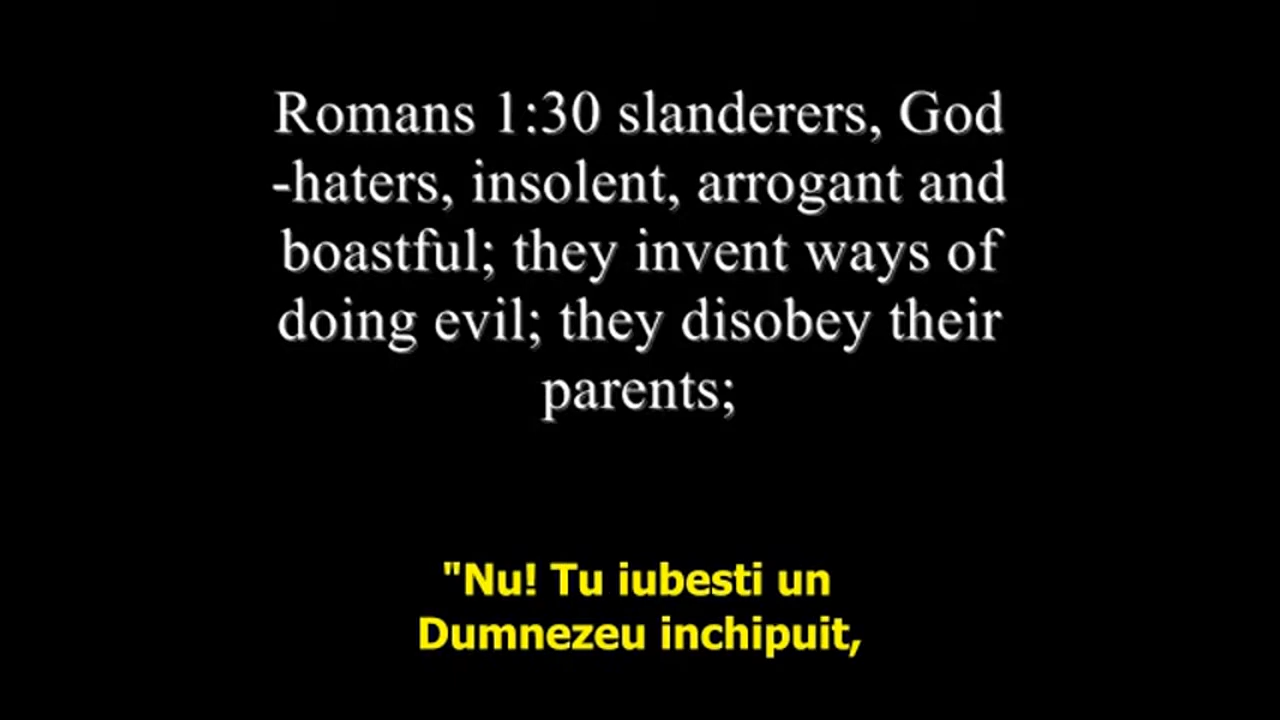 Romans 1:30 slanderers, God
-haters, insolent, arrogant and
boastful; they invent ways of
doing evil; they disobey their
parents;
"Nu! Tu iubesti un
Dumnezeu inchipuit,